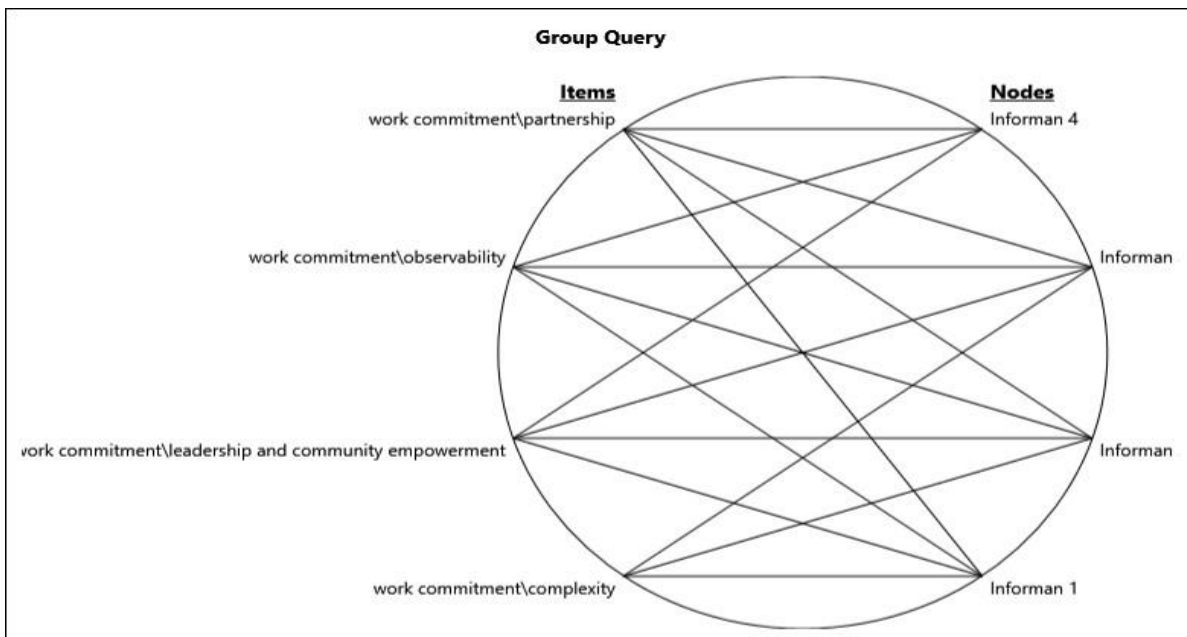 Group Query
Items
Nodes
work commitment\partnership
Informan 4
work commitment\observability
Informan
work commitment\leadership and community empowerment
Informan
work commitment\complexity
Informan 1